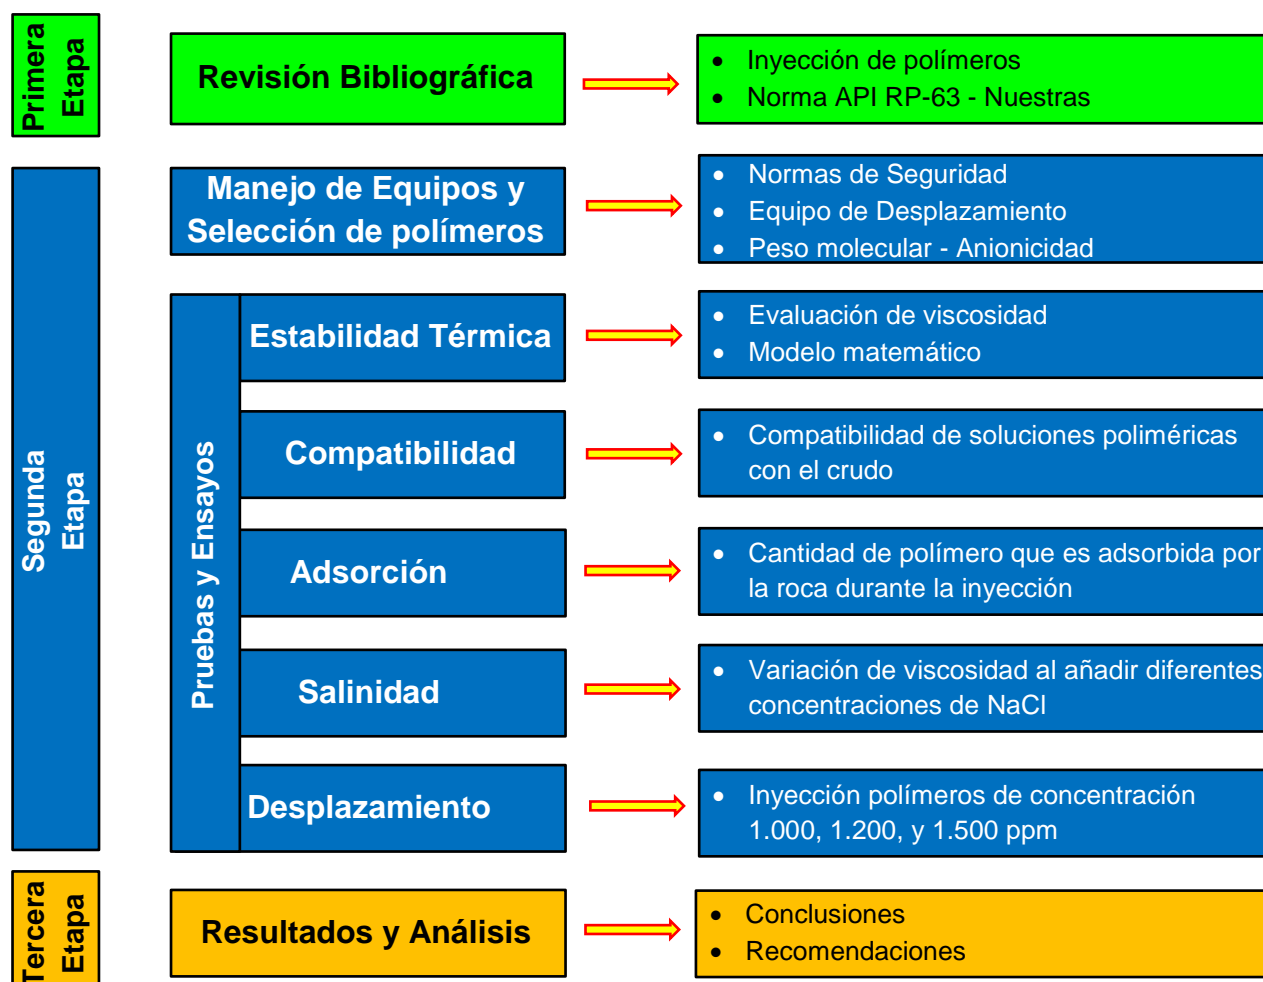 Primera
Etapa
Revisión Bibliográfica
• Inyección de polímeros
• Norma API RP-63 - Nuestras
Segunda
Etapa
Manejo de Equipos y
Selección de polímeros
• Normas de Seguridad
• Equipo de Desplazamiento
• Peso molecular - Anionicidad
Pruebas y Ensayos
Estabilidad Térmica
• Evaluación de viscosidad
• Modelo matemático
Compatibilidad
• Compatibilidad de soluciones poliméricas
con el crudo
Adsorción
• Cantidad de polímero que es adsorbida por
la roca durante la inyección
Salinidad
• Variación de viscosidad al añadir diferentes
concentraciones de NaCl
Desplazamiento
• Inyección polímeros de concentración
1.000, 1.200, y 1.500 ppm
Tercera
Etapa
Resultados y Análisis
• Conclusiones
• Recomendaciones